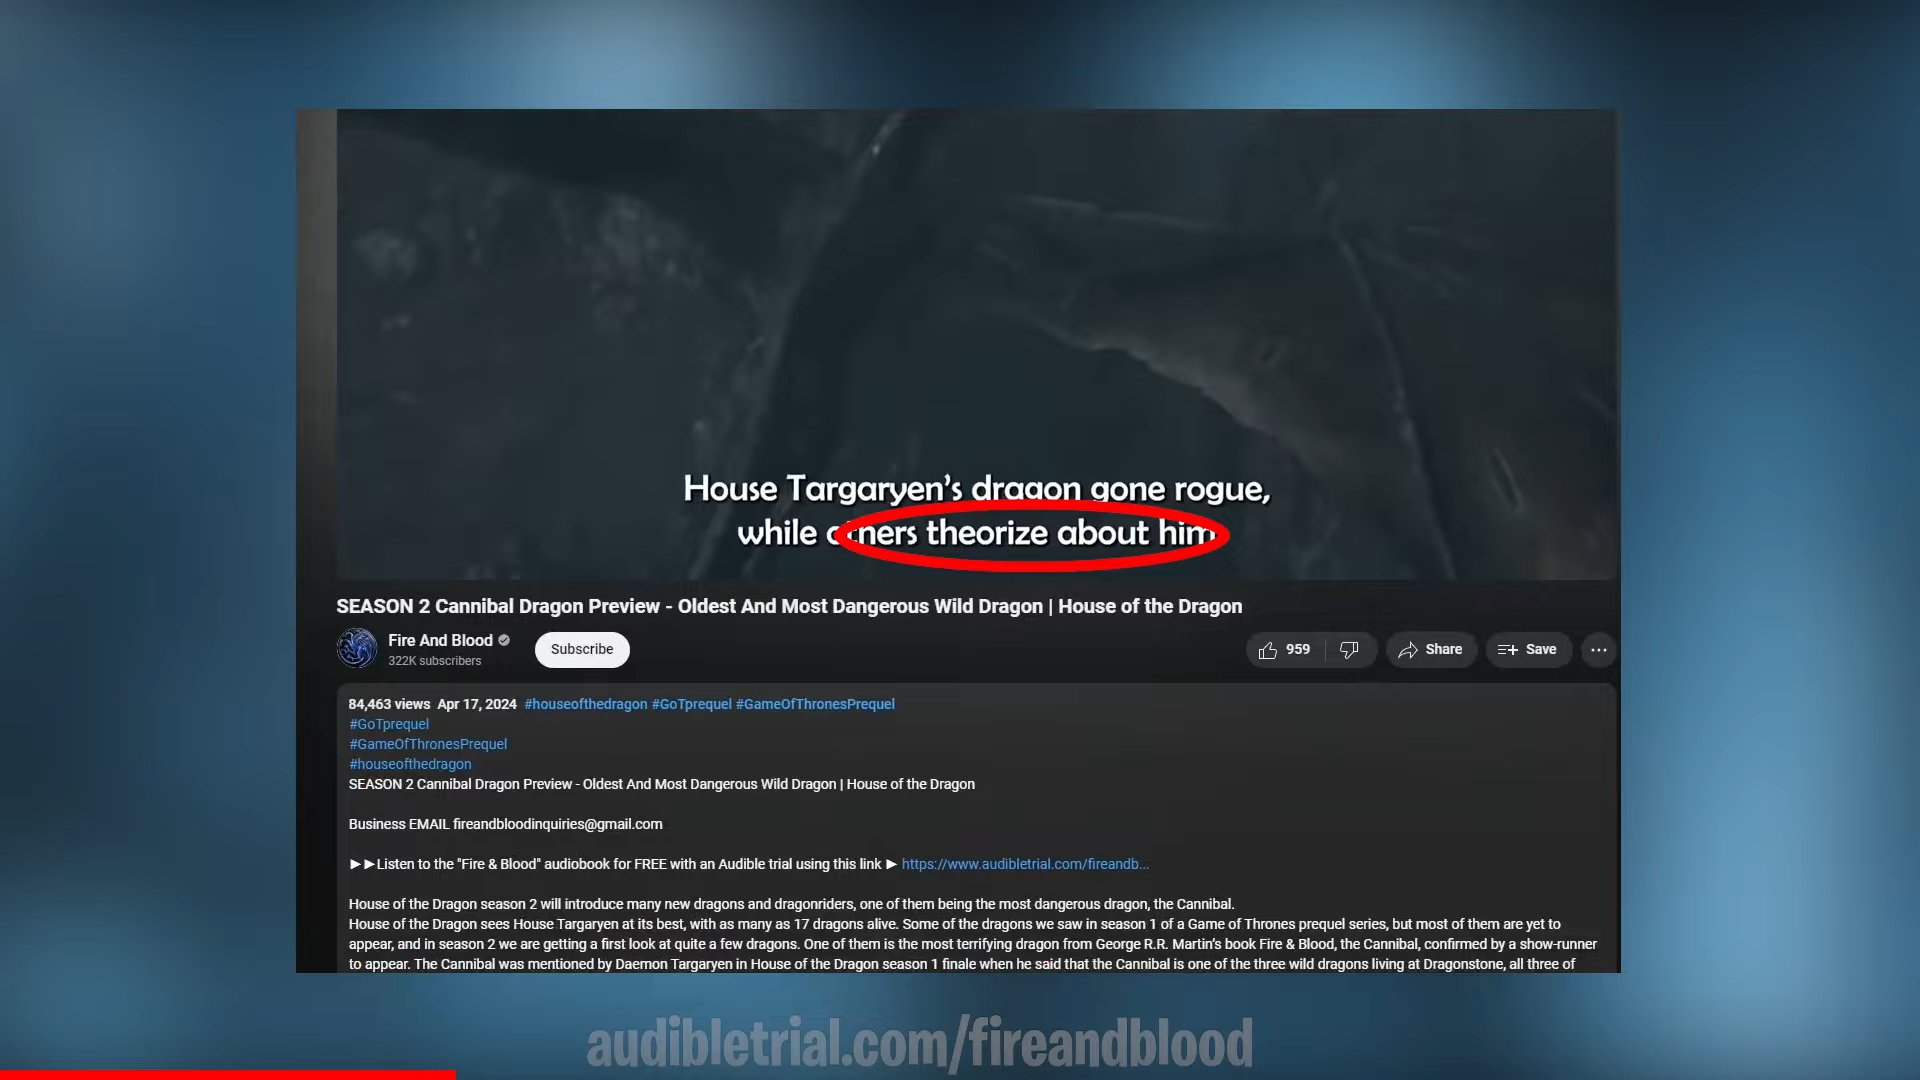 House Targaryen's dragon gone rogue,
while others theorize about him
SEASON 2 Cannibal Dragon Preview - Oldest And Most Dangerous Wild Dragon | House of the Dragon
Fire And Blood
322K subscribers
Subscribe
959
Share
Save
84,463 views Apr 17, 2024 #houseofthedragon #GoTprequel #GameOfThronesPrequel
#GoTprequel
#GameOfThronesPrequel
#houseofthedragon
SEASON 2 Cannibal Dragon Preview - Oldest And Most Dangerous Wild Dragon | House of the Dragon
Business EMAIL fireandbloodinquiries@gmail.com
►►Listen to the "Fire & Blood" audiobook for FREE with an Audible trial using this link ► https://www.audibletrial.com/fireandb...
House of the Dragon season 2 will introduce many new dragons and dragonriders, one of them being the most dangerous dragon, the Cannibal.
House of the Dragon sees House Targaryen at its best, with as many as 17 dragons alive. Some of the dragons we saw in season 1 of a Game of Thrones prequel series, but most of them are yet to
appear, and in season 2 we are getting a first look at quite a few dragons. One of them is the most terrifying dragon from George R.R. Martin's book Fire & Blood, the Cannibal, confirmed by a show-runner
to appear. The Cannibal was mentioned by Daemon Targaryen in House of the Dragon season 1 finale when he said that the Cannibal is one of the three wild dragons living at Dragonstone, all three of
audibletrial.com/fireandblood